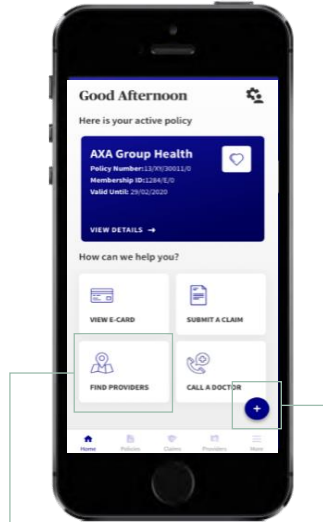 Good Afternoon
Here is your active policy
AXA Group Health
Policy Number:13/XY/30011/0
Membership ID:1284/E/0
Valid Until: 29/02/2020
VIEW DETAILS →
How can we help you?
VIEW E-CARD
SUBMIT A CLAIM
FIND PROVIDERS
CALL A DOCTOR
+
Home
Policies
Claims
Providers
More